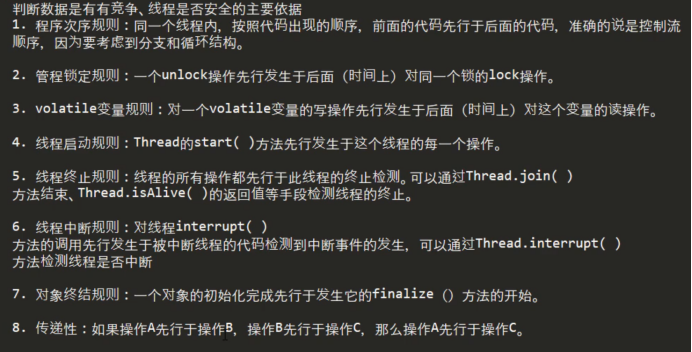 判断数据是有有竞争、线程是否安全的主要依据
1. 程序次序规则：同一个线程内，按照代码出现的顺序，前面的代码先行于后面的代码，准确的说是控制流
顺序，因为要考虑到分支和循环结构。
2. 管程锁定规则：一个unlock操作先行发生于后面（时间上）对同一个锁的lock操作。
3. volatile变量规则：对一个volatile变量的写操作先行发生于后面（时间上）对这个变量的读操作。
4. 线程启动规则：Thread的start( )方法先行发生于这个线程的每一个操作。
5. 线程终止规则：线程的所有操作都先行于此线程的终止检测。可以通过Thread.join( )
方法结束、Thread.isAlive( )的返回值等手段检测线程的终止。
6. 线程中断规则：对线程interrupt( )
方法的调用先行发生于被中断线程的代码检测到中断事件的发生，可以通过Thread.interrupt( )
方法检测线程是否中断
7. 对象终结规则：一个对象的初始化完成先行于发生它的finalize（）方法的开始。
8. 传递性：如果操作A先行于操作B，操作B先行于操作C，那么操作A先行于操作C。